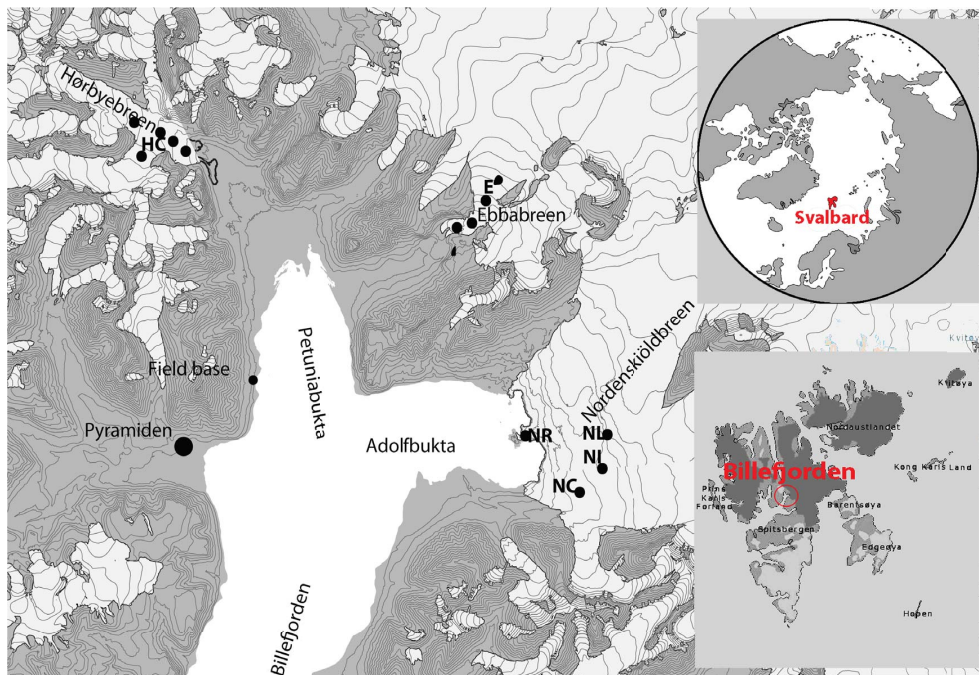 Hørbyebreen
HC
E
Ebbabreen
Svalbard
Petuniabukta
Nordenskiöldbreen
Field base
Pyramiden
Adolfbukta
NR
NL
NI
NC
Billefjorden
Kvitøy
Kvitøya
Nordaustlandet
Kong Karls Land
Billefjorden
Prins
Karls
Forland
Barentsøya
Spitsbergen
Edgeøya
Hopen